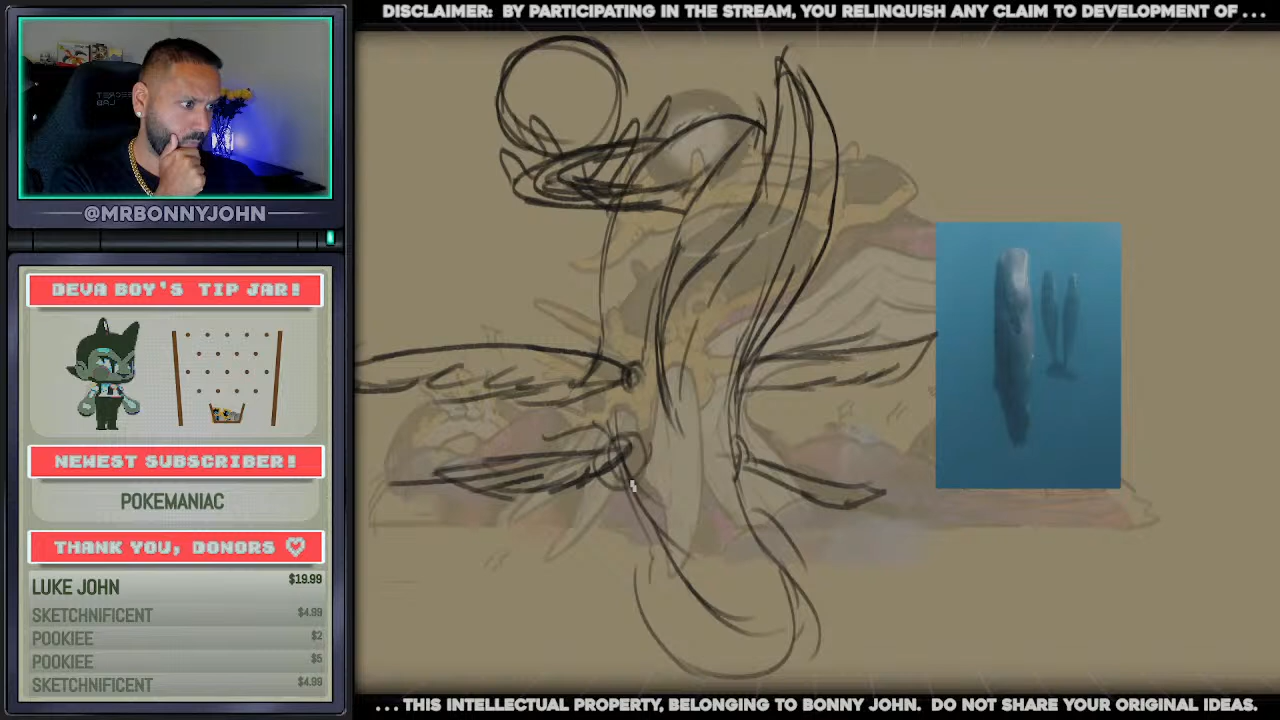 DISCLAIMER: BY PARTICIPATING IN THE STREAM, YOU RELINQUISH ANY CLAIM TO DEVELOPMENT OF . . .
@MRBONNYJOHN
DEVA BOY'S TIP JAR!
NEWEST SUBSCRIBER!
POKEMANIAC
THANK YOU, DONORS
LUKE JOHN $19.99
SKETCHNIFICENT $4.99
POOKIEE $2
POOKIEE $5
SKETCHNIFICENT $4.99
. . . THIS INTELLECTUAL PROPERTY, BELONGING TO BONNY JOHN. DO NOT SHARE YOUR ORIGINAL IDEAS.